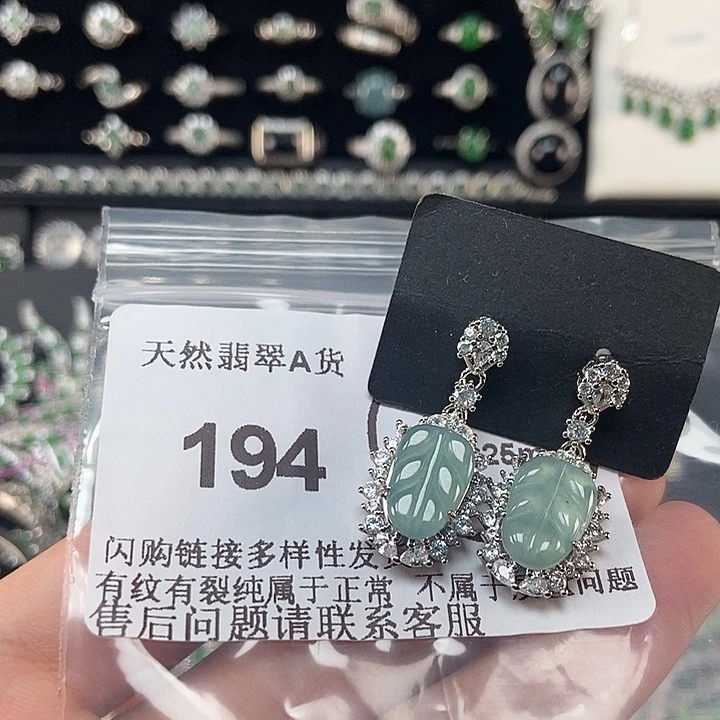 天然翡翠A货
194
25
闪购链接多样性发
有纹有裂纯属于正常 不属于 问题
售后问题请联系客服